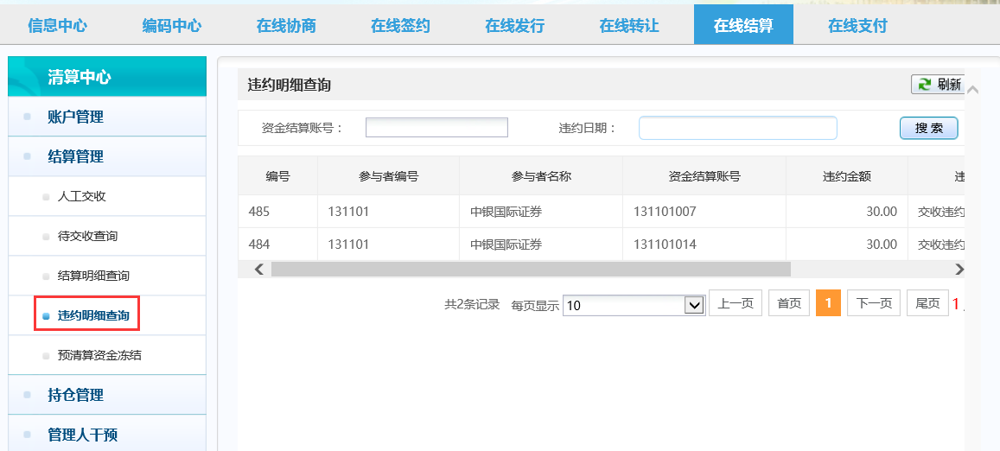 信息中心 编码中心 在线协商 在线签约 在线发行 在线转让 在线结算 在线支付
清算中心
账户管理
结算管理
人工交收
待交收查询
结算明细查询
违约明细查询
预清算资金冻结
持仓管理
管理人干预
违约明细查询 刷新
资金结算账号： 违约日期： 搜 索
编号 参与者编号 参与者名称 资金结算账号 违约金额 违
485 131101 中银国际证券 131101007 30.00 交收违约
484 131101 中银国际证券 131101014 30.00 交收违约
共2条记录 每页显示 10 上一页 首页 1 下一页 尾页 1